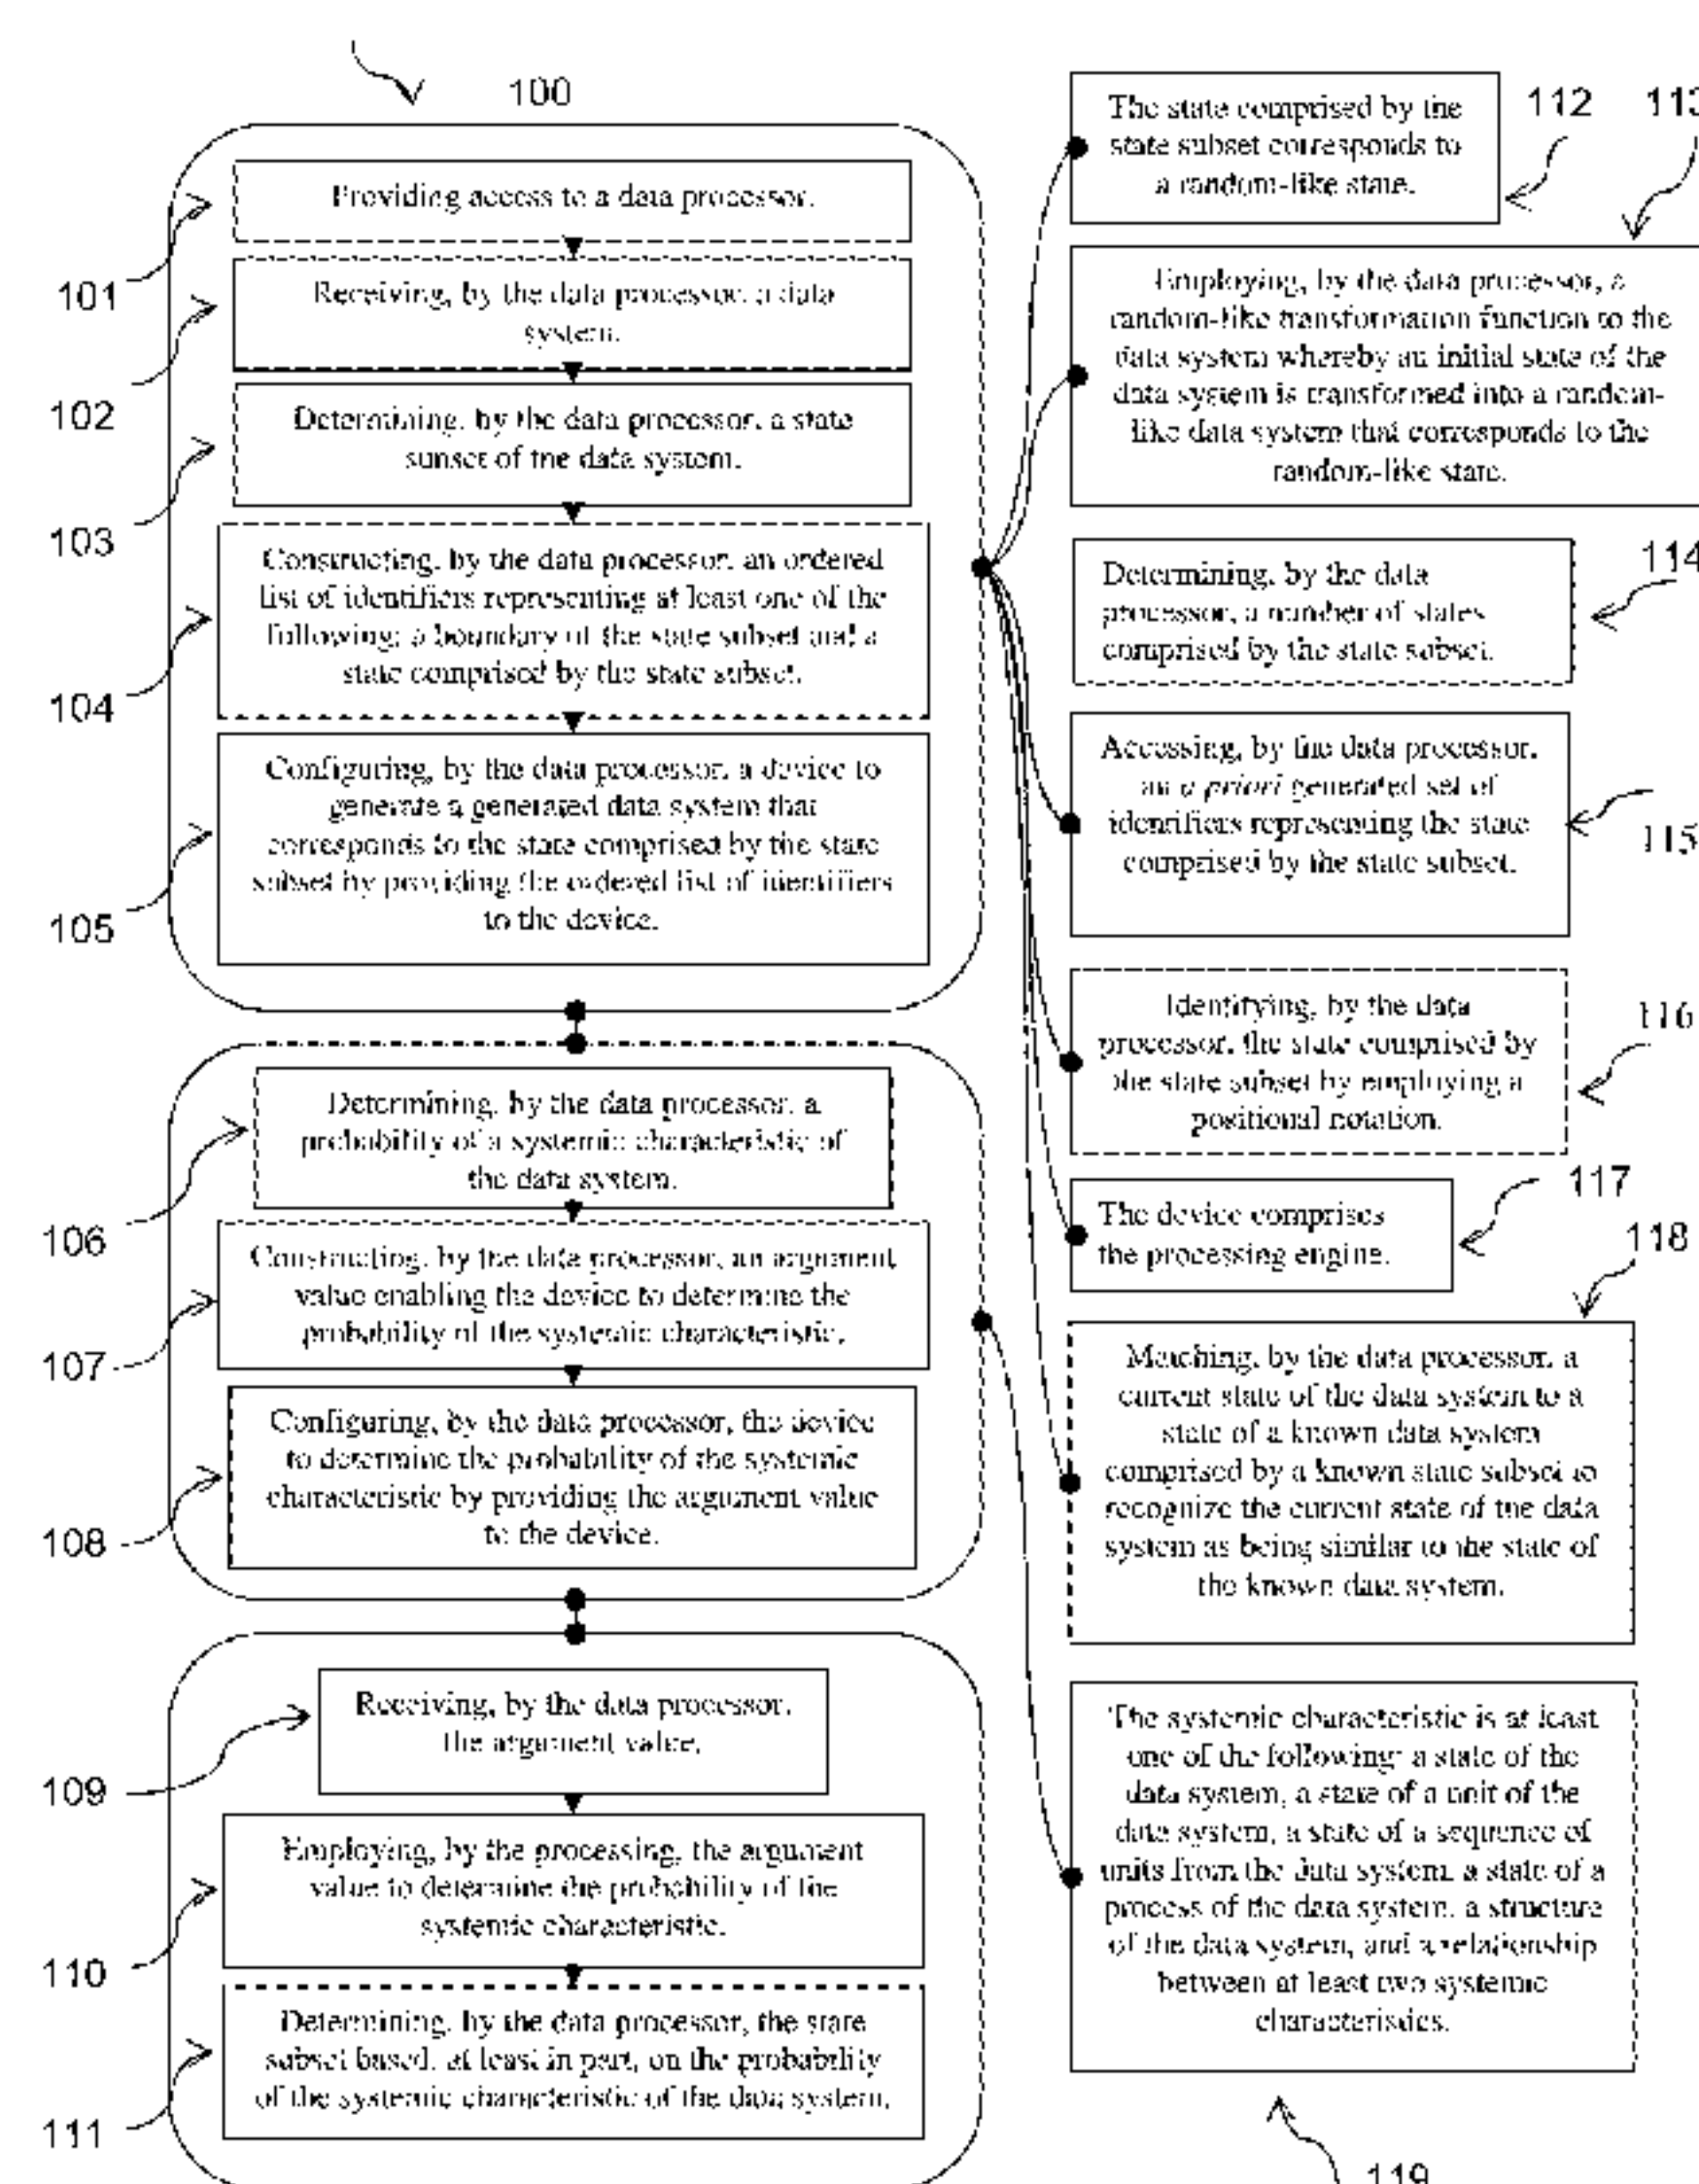 100
Providing access to a data processor.
101
Receiving, by the data processor, a data
system.
102
Determining, by the data processor, a state
sunset of the data system.
103
Constructing, by the data processor, an ordered
list of identifiers representing at least one of the
following: a boundary of the state subset and a
state comprised by the state subset.
104
Configuring, by the data processor, a device to
generate a generated data system that
corresponds to the state comprised by the state
subset by providing the ordered list of identifiers
to the device.
105
Determining, by the data processor, a
probability of a systemic characteristic of
the data system.
106
Constructing, by the data processor, an argument
value enabling the device to determine the
probability of the systemic characteristic.
107
Configuring, by the data processor, the device
to determine the probability of the systemic
characteristic by providing the argument value
to the device.
108
Receiving, by the data processor,
the argument value.
109
Employing, by the processing, the argument
value to determine the probability of the
systemic characteristic.
110
Determining, by the data processor, the state
subset based, at least in part, on the probability
of the systemic characteristic of the data system.
111
The state comprised by the
state subset corresponds to
a random-like state.
112
113
Employing, by the data processor, a
random-like transformation function to the
data system whereby an initial state of the
data system is transformed into a random-
like data system that corresponds to the
random-like state.
Determining, by the data
processor, a number of states
comprised by the state subset.
114
Accessing, by the data processor,
an a priori generated set of
identifiers representing the state
comprised by the state subset.
115
Identifying, by the data
processor, the state comprised by
the state subset by employing a
positional notation.
116
The device comprises
the processing engine.
117
118
Matching, by the data processor, a
current state of the data system to a
state of a known data system
comprised by a known state subset to
recognize the current state of the data
system as being similar to the state of
the known data system.
The systemic characteristic is at least
one of the following: a state of the
data system, a state of a unit of the
data system, a state of a sequence of
units from the data system, a state of a
process of the data system, a structure
of the data system, and a relationship
between at least two systemic
characteristics.
119